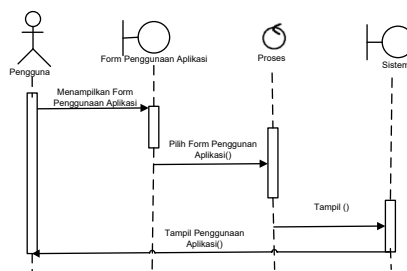 Pengguna
Form Penggunaan Aplikasi
Proses
Sistem
Menampilkan Form
Penggunaan Aplikasi
Pilih Form Penggunan
Aplikasi()
Tampil ()
Tampil Penggunaan
Aplikasi()